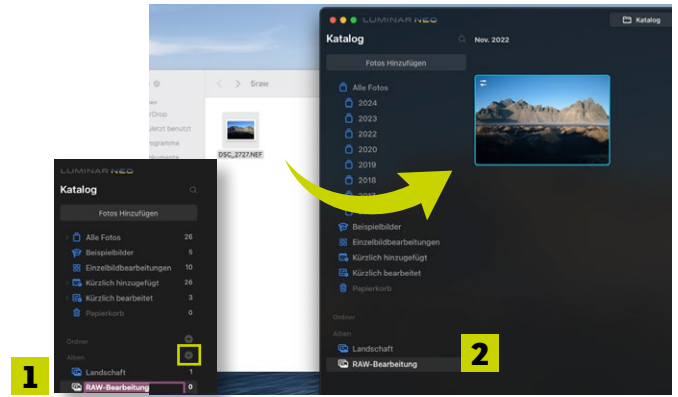 LUMINAR NEO
Katalog
Katalog
Nov. 2022
Fotos Hinzufügen
Alle Fotos
2024
2023
2022
2020
2019
2018
2017
Beispielbilder
Einzelbildbearbeitungen
Kürzlich hinzugefügt
Kürzlich bearbeitet
Papierkorb
Ordner
Alben
Landschaft
RAW-Bearbeitung
2
DSC_2727.NEF
LUMINAR NEO
Katalog
Fotos Hinzufügen
Alle Fotos 26
Beispielbilder 5
Einzelbildbearbeitungen 10
Kürzlich hinzugefügt 26
Kürzlich bearbeitet 3
Papierkorb 0
Ordner
Alben
Landschaft 1
RAW-Bearbeitung 0
1